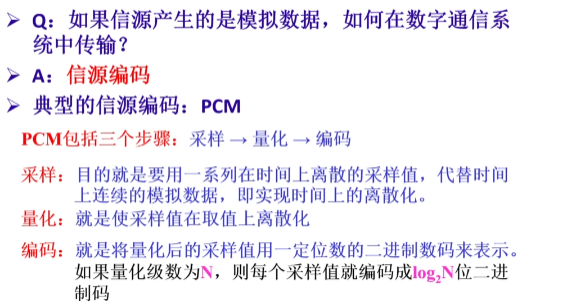 ➢ Q：如果信源产生的是模拟数据，如何在数字通信系
统中传输？
➢ A：信源编码
➢ 典型的信源编码：PCM
PCM包括三个步骤：采样 → 量化 → 编码
采样：目的就是要用一系列在时间上离散的采样值，代替时间
上连续的模拟数据，即实现时间上的离散化。
量化：就是使采样值在取值上离散化
编码：就是将量化后的采样值用一定位数的二进制数码来表示。
如果量化级数为N，则每个采样值就编码成log₂N位二进
制码